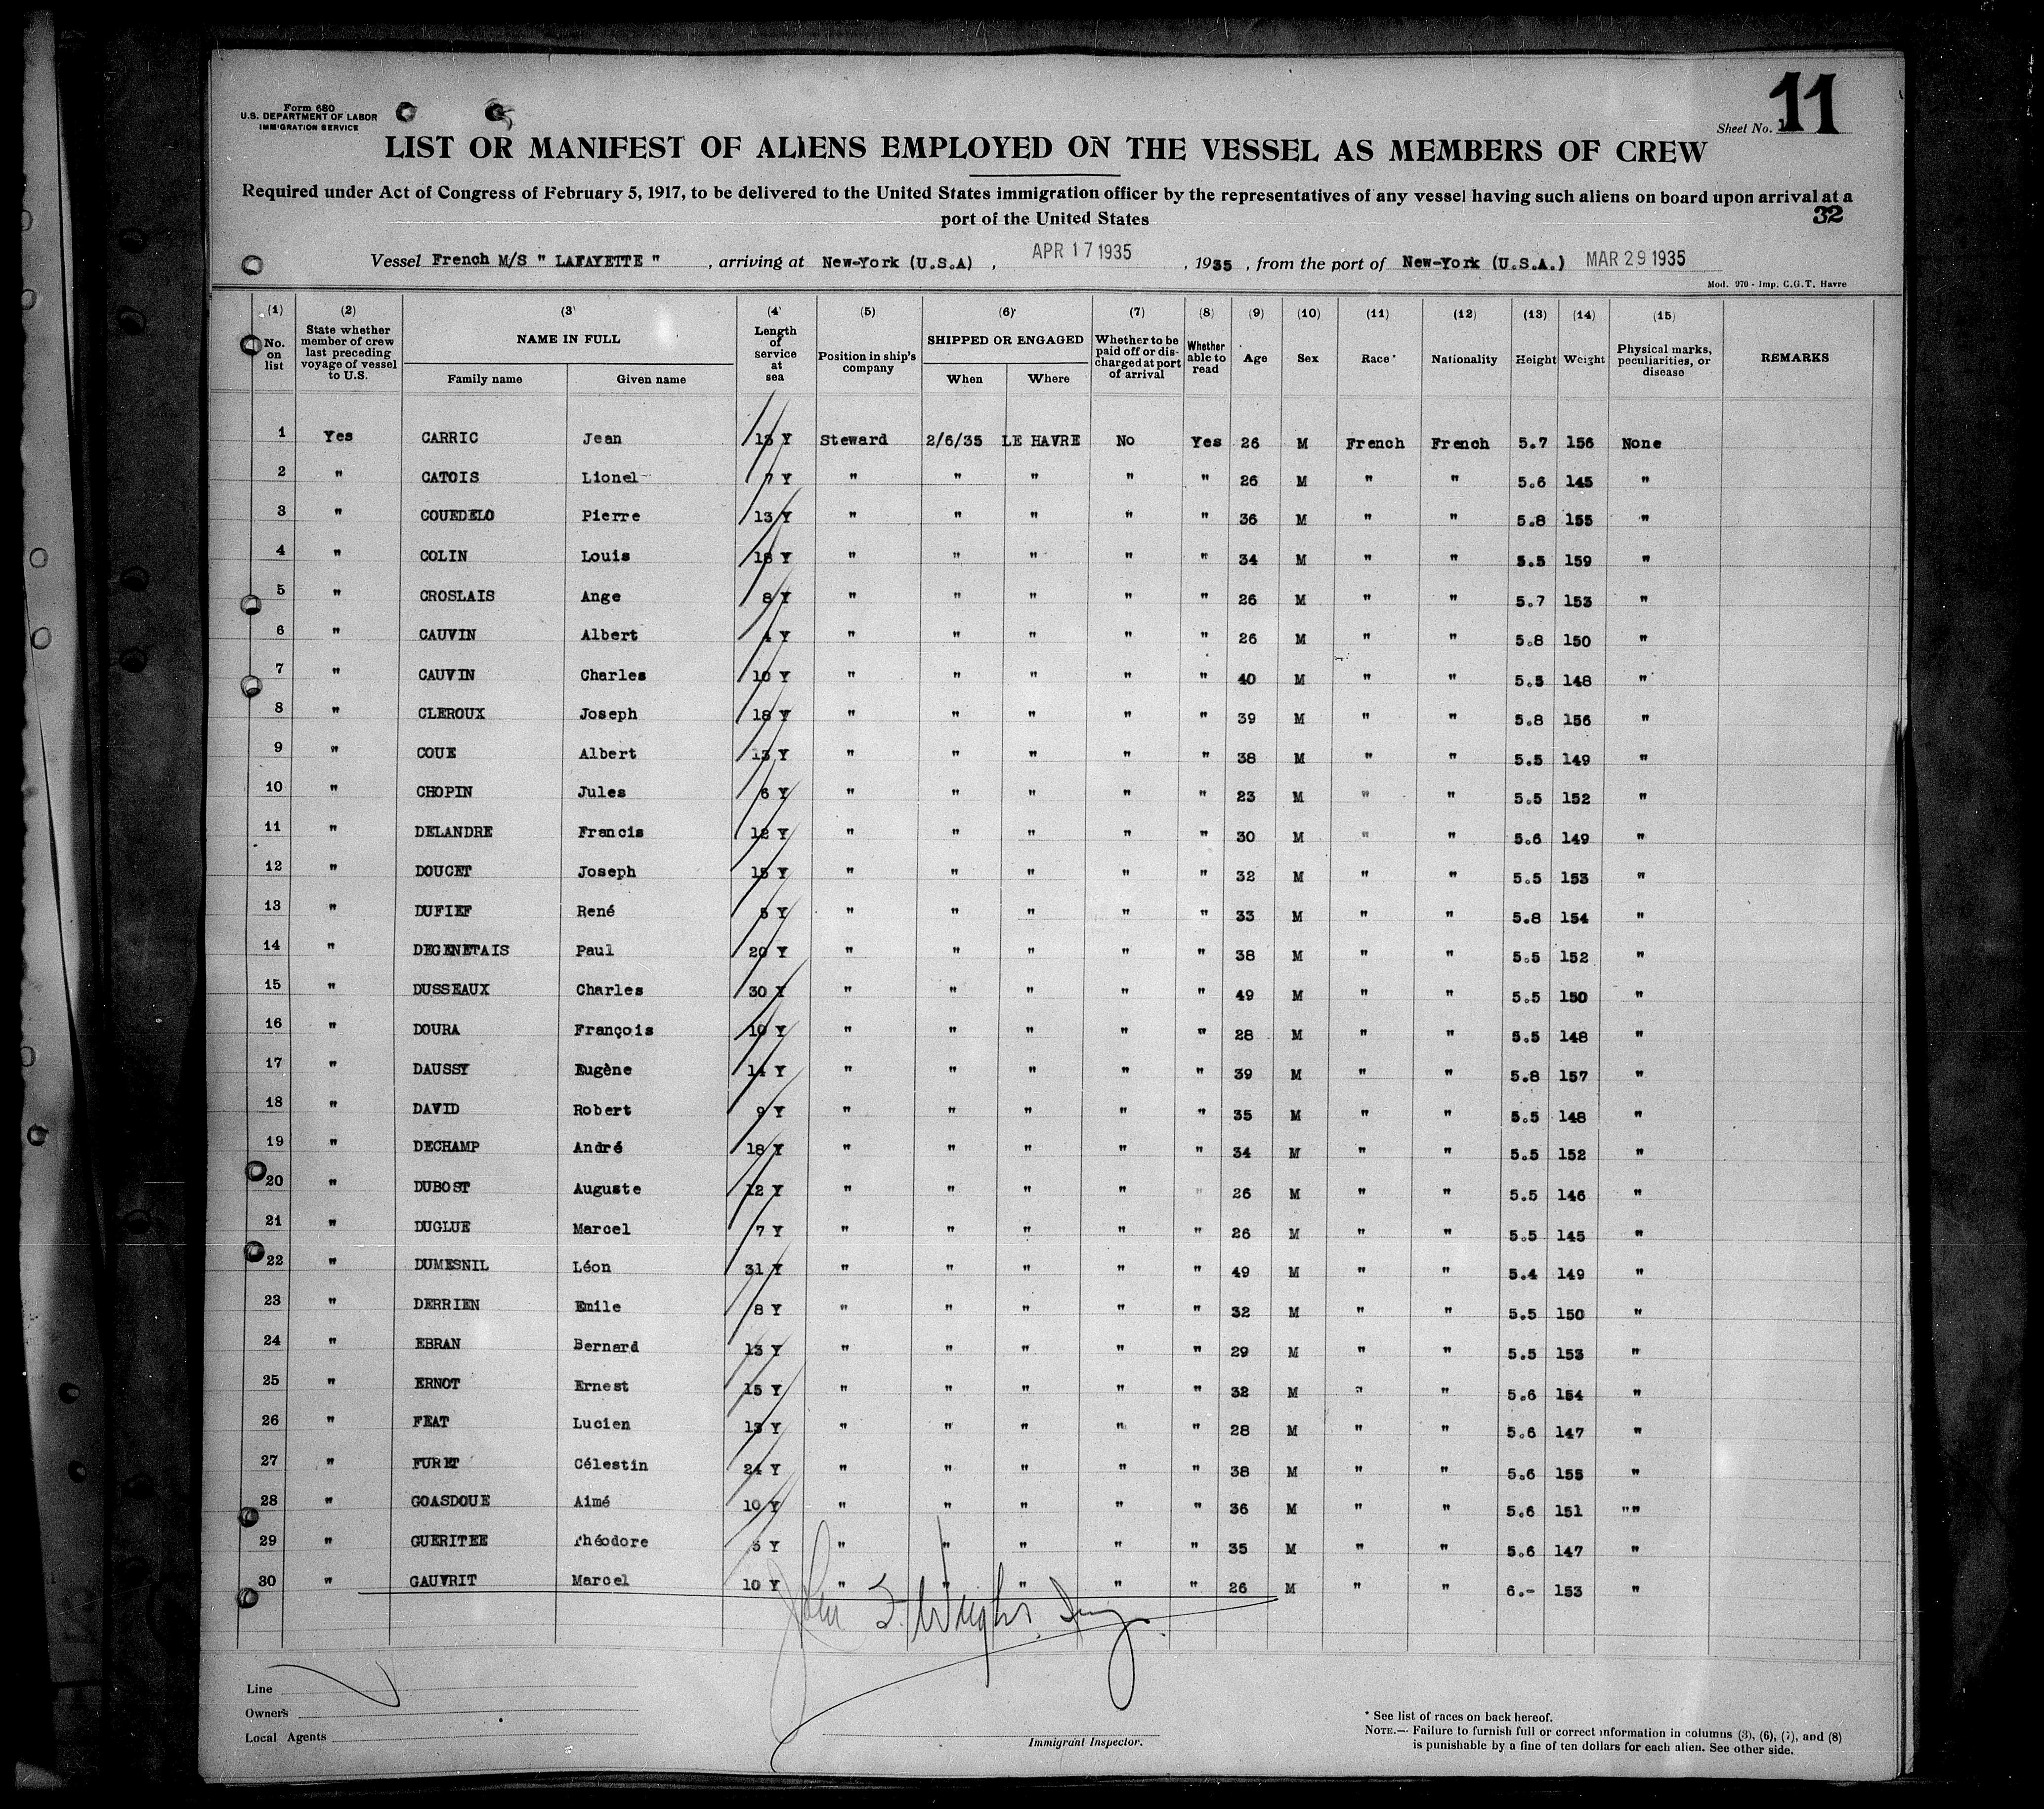 Form 680
U.S. DEPARTMENT OF LABOR
IMMIGRATION SERVICE
Sheet No. 11
LIST OR MANIFEST OF ALIENS EMPLOYED ON THE VESSEL AS MEMBERS OF CREW
Required under Act of Congress of February 5, 1917, to be delivered to the United States immigration officer by the representatives of any vessel having such aliens on board upon arrival at a
port of the United States
32
Vessel French M/S " LAFAYETTE " , arriving at New-York (U.S.A) , APR 17 1935 , 1935 , from the port of New-York (U.S.A.) MAR 29 1935
Mod. 970 - Imp. C.G.T. Havre
(1) No. on list (2) State whether member of crew last preceding voyage of vessel to U.S. (3) NAME IN FULL Family name Given name (4) Length of service at sea (5) Position in ship's company (6) SHIPPED OR ENGAGED When Where (7) Whether to be paid off or discharged at port of arrival (8) Whether able to read (9) Age (10) Sex (11) Race * (12) Nationality (13) Height (14) Weight (15) Physical marks, peculiarities, or disease REMARKS
1 Yes CARRIC Jean Y Steward 2/6/35 LE HAVRE No Yes 26 M French French 5.7 156 None
2 " CATOIS Lionel 7 Y " " " " " 26 M " " 5.6 145 "
3 " COUEDELO Pierre 13 Y " " " " " 36 M " " 5.8 155 "
4 " COLIN Louis 18 Y " " " " " 34 M " " 5.5 159 "
5 " CROSLAIS Ange 8 Y " " " " " 26 M " " 5.7 153 "
6 " CAUVIN Albert 4 Y " " " " " 26 M " " 5.8 150 "
7 " CAUVIN Charles 10 Y " " " " " 40 M " " 5.5 148 "
8 " CLEROUX Joseph 18 Y " " " " " 39 M " " 5.8 156 "
9 " COUE Albert 13 Y " " " " " 38 M " " 5.5 149 "
10 " CHOPIN Jules 6 Y " " " " " 23 M " " 5.5 152 "
11 " DELANDRE Francis 12 Y " " " " " 30 M " " 5.6 149 "
12 " DOUCET Joseph 15 Y " " " " " 32 M " " 5.5 153 "
13 " DUFIEF René 5 Y " " " " " 33 M " " 5.8 154 "
14 " DEGENETAIS Paul 20 Y " " " " " 38 M " " 5.5 152 "
15 " DUSSEAUX Charles 30 Y " " " " " 49 M " " 5.5 150 "
16 " DOURA François 10 Y " " " " " 28 M " " 5.5 148 "
17 " DAUSSY Eugène 14 Y " " " " " 39 M " " 5.8 157 "
18 " DAVID Robert 9 Y " " " " " 35 M " " 5.5 148 "
19 " DECHAMP André 18 Y " " " " " 34 M " " 5.5 152 "
20 " DUBOST Auguste 12 Y " " " " " 26 M " " 5.5 146 "
21 " DUGLUE Marcel 7 Y " " " " " 26 M " " 5.5 145 "
22 " DUMESNIL Léon 31 Y " " " " " 49 M " " 5.4 149 "
23 " DERRIEN Emile 8 Y " " " " " 32 M " " 5.5 150 "
24 " EBRAN Bernard 13 Y " " " " " 29 M " " 5.5 153 "
25 " ERNOT Ernest 15 Y " " " " " 32 M " " 5.6 154 "
26 " FEAT Lucien 13 Y " " " " " 28 M " " 5.6 147 "
27 " FURET Célestin 24 Y " " " " " 38 M " " 5.6 155 "
28 " GOASDOUE Aimé 10 Y " " " " " 36 M " " 5.6 151 ""
29 " GUERITEE Théodore Y " " " " " 35 M " " 5.6 147 "
30 " GAUVRIT Marcel 10 Y " " " " " 26 M " " 6.- 153 "
Line
Owners
Local Agents
Immigrant Inspector.
* See list of races on back hereof.
NOTE.— Failure to furnish full or correct information in columns (3), (6), (7), and (8)
is punishable by a fine of ten dollars for each alien. See other side.